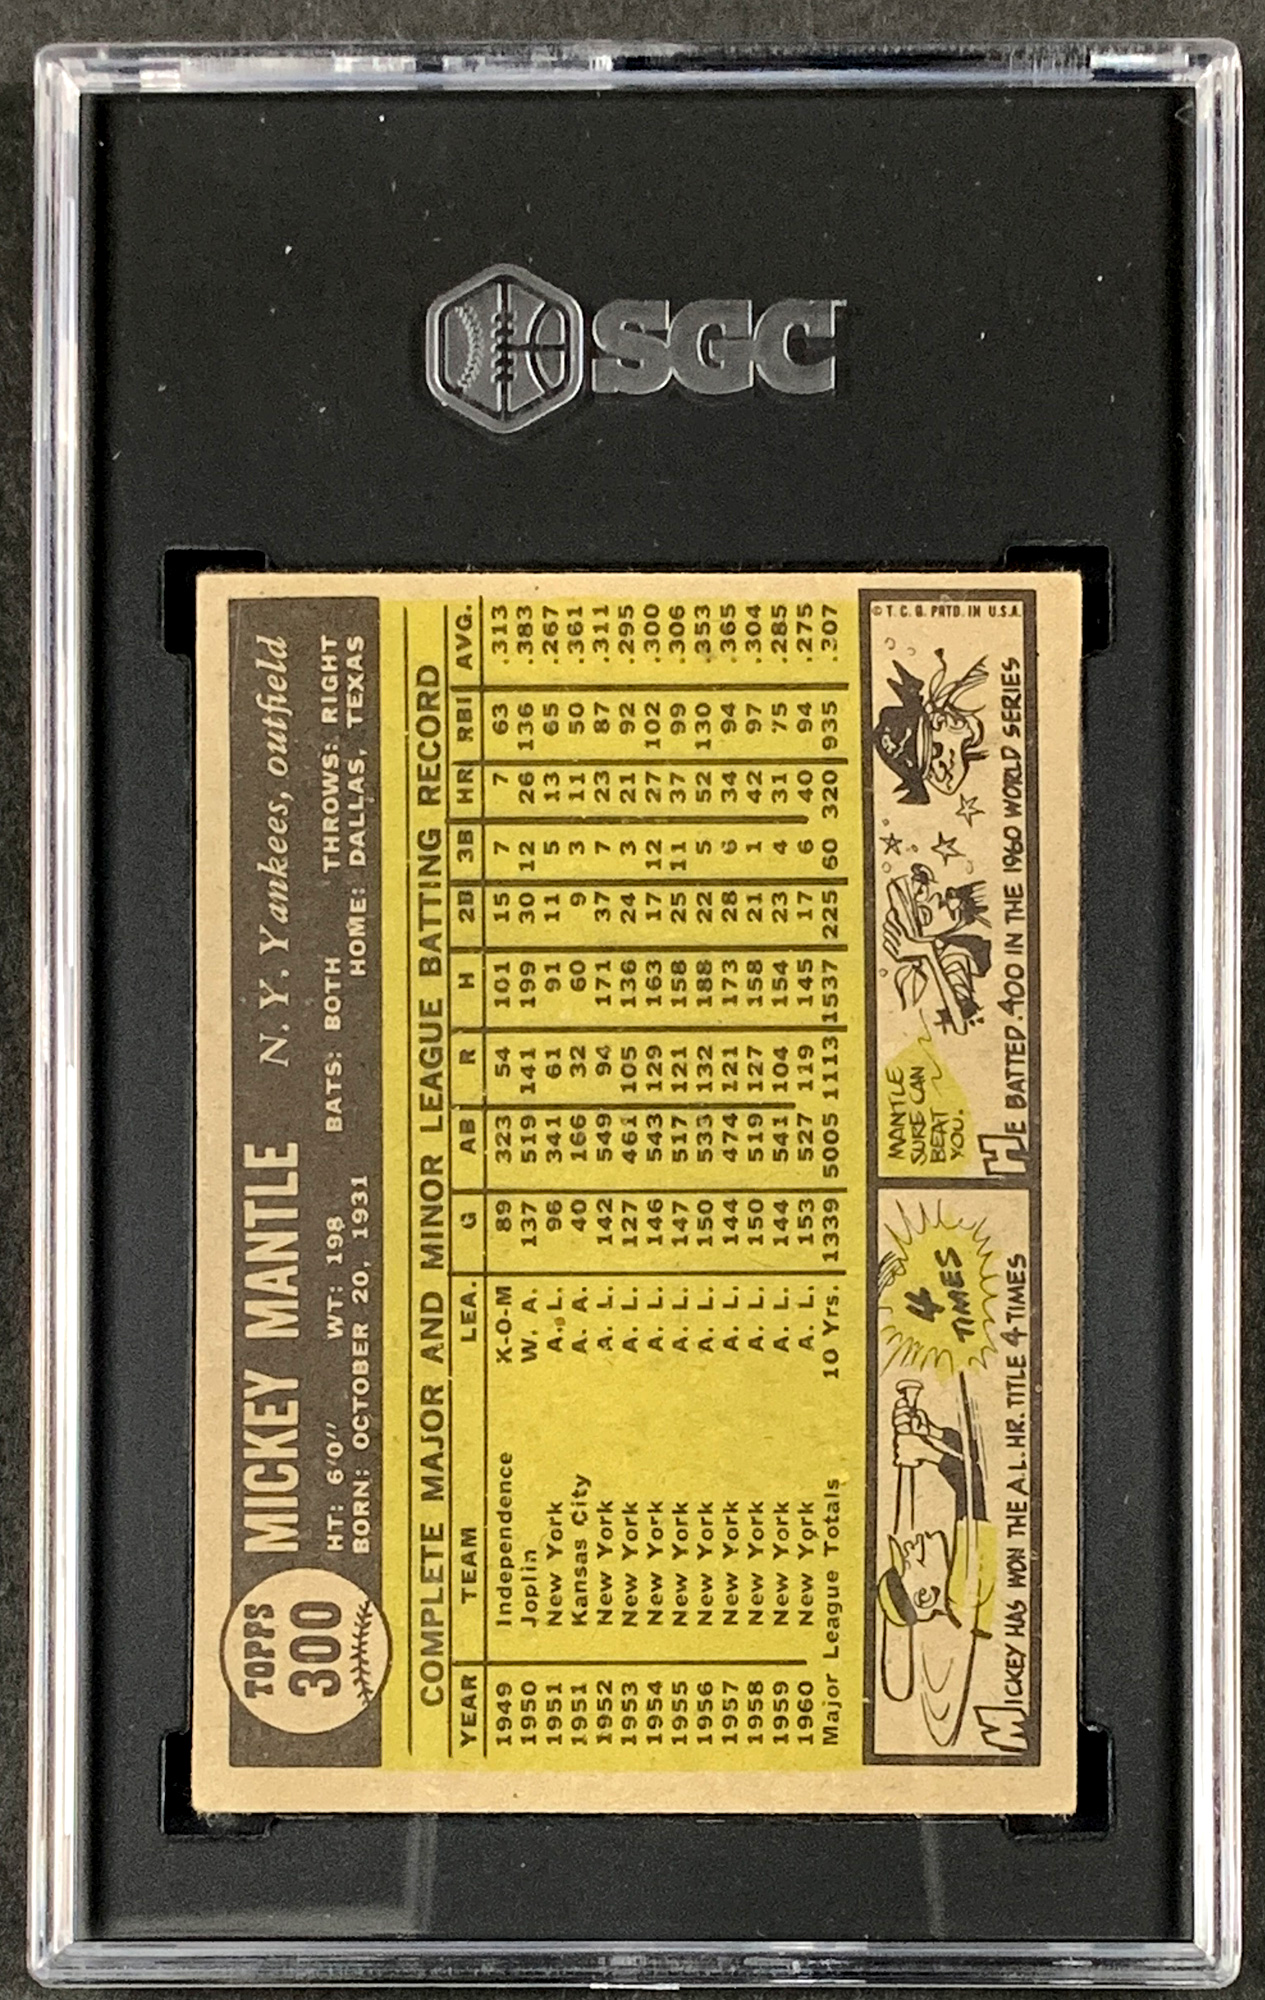 SGC
TOPPS
300
MICKEY MANTLE N. Y. Yankees, outfield
HT: 6'0" WT: 198 BATS: BOTH THROWS: RIGHT
BORN: OCTOBER 20, 1931 HOME: DALLAS, TEXAS
COMPLETE MAJOR AND MINOR LEAGUE BATTING RECORD
YEAR TEAM LEA. G AB R H 2B 3B HR RBI AVG.
1949 Independence K-O-M 89 323 54 101 15 7 7 63 .313
1950 Joplin W. A. 137 519 141 199 30 12 26 136 .383
1951 New York A. L. 96 341 61 91 11 5 13 65 .267
1951 Kansas City A. A. 40 166 32 60 9 3 11 50 .361
1952 New York A. L. 142 549 94 171 37 7 23 87 .311
1953 New York A. L. 127 461 105 136 24 3 21 92 .295
1954 New York A. L. 146 543 129 163 17 12 27 102 .300
1955 New York A. L. 147 517 121 158 25 11 37 99 .306
1956 New York A. L. 150 533 132 188 22 5 52 130 .353
1957 New York A. L. 144 474 121 173 28 6 34 94 .365
1958 New York A. L. 150 519 127 158 21 1 42 97 .304
1959 New York A. L. 144 541 104 154 23 4 31 75 .285
1960 New York A. L. 153 527 119 145 17 6 40 94 .275
Major League Totals 10 Yrs. 1339 5005 1113 1537 225 60 320 935 .307
4
TIMES
MICKEY HAS WON THE A.L. HR. TITLE 4 TIMES
MANTLE
SURE CAN
BEAT
YOU.
HE BATTED .400 IN THE 1960 WORLD SERIES
© T. C. G. PRTD. IN U.S.A.